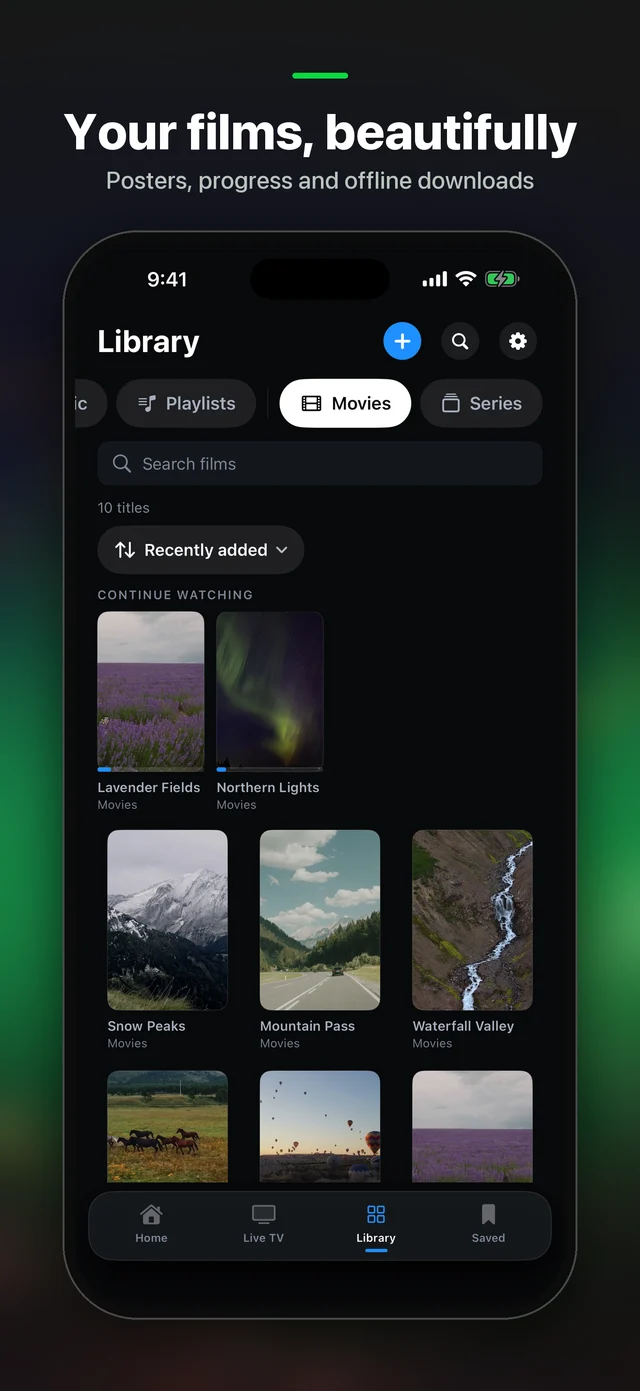 Your films, beautifully
Posters, progress and offline downloads
9:41
Library
ic Playlists Movies Series
Search films
10 titles
Recently added
CONTINUE WATCHING
Lavender Fields Northern Lights
Movies Movies
Snow Peaks Mountain Pass Waterfall Valley
Movies Movies Movies
Home Live TV Library Saved